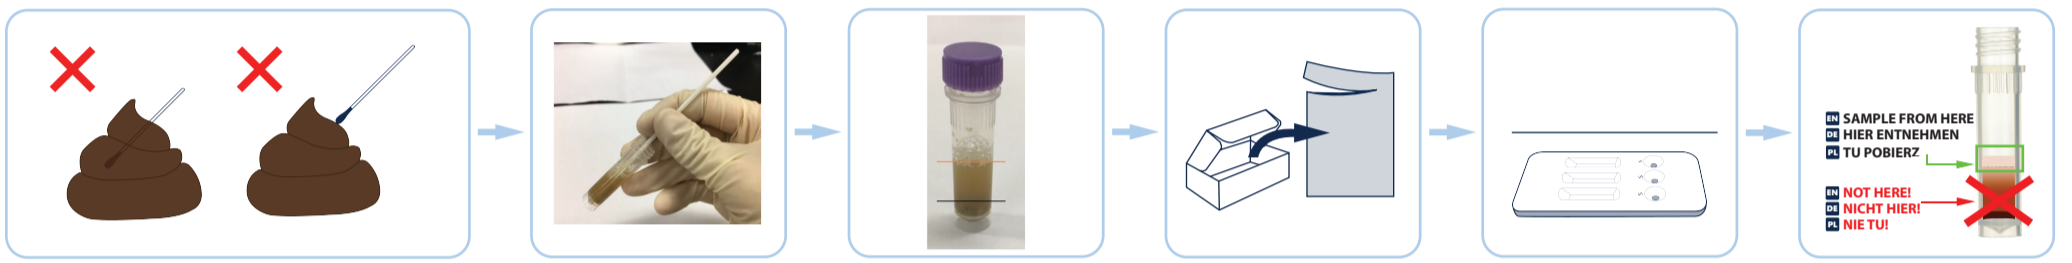 EN SAMPLE FROM HERE
DE HIER ENTNEHMEN
PL TU POBIERZ
EN NOT HERE!
DE NICHT HIER!
PL NIE TU!